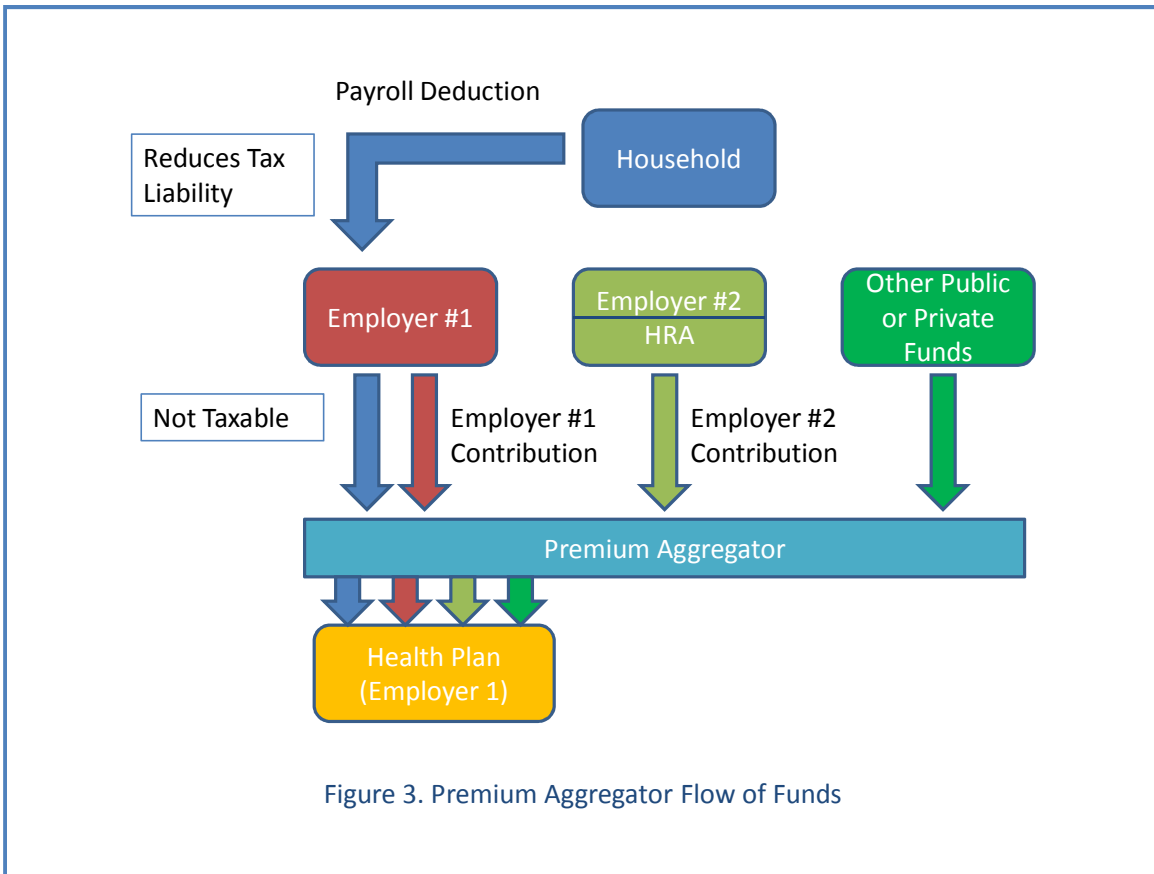 Payroll Deduction
Reduces Tax
Liability
Household
Employer #1
Employer #2
HRA
Other Public
or Private
Funds
Not Taxable
Employer #1
Contribution
Employer #2
Contribution
Premium Aggregator
Health Plan
(Employer 1)
Figure 3. Premium Aggregator Flow of Funds